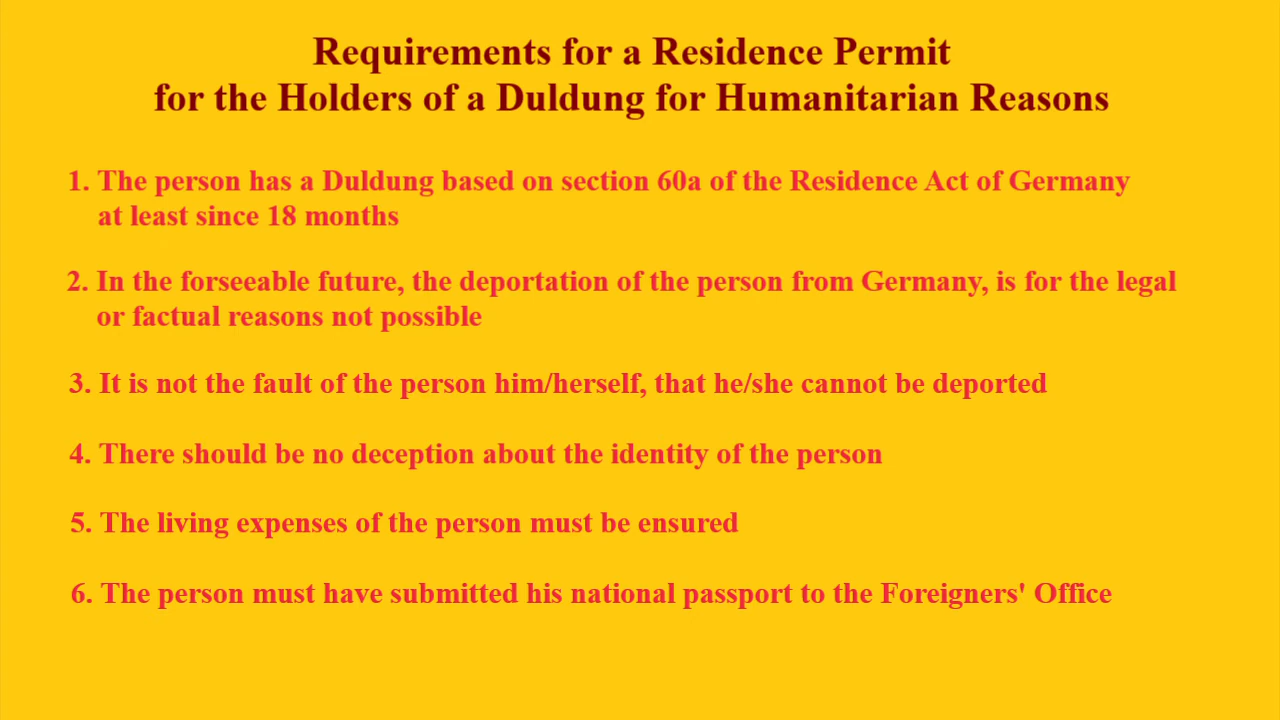 Requirements for a Residence Permit
for the Holders of a Duldung for Humanitarian Reasons
1. The person has a Duldung based on section 60a of the Residence Act of Germany
at least since 18 months
2. In the forseeable future, the deportation of the person from Germany, is for the legal
or factual reasons not possible
3. It is not the fault of the person him/herself, that he/she cannot be deported
4. There should be no deception about the identity of the person
5. The living expenses of the person must be ensured
6. The person must have submitted his national passport to the Foreigners' Office